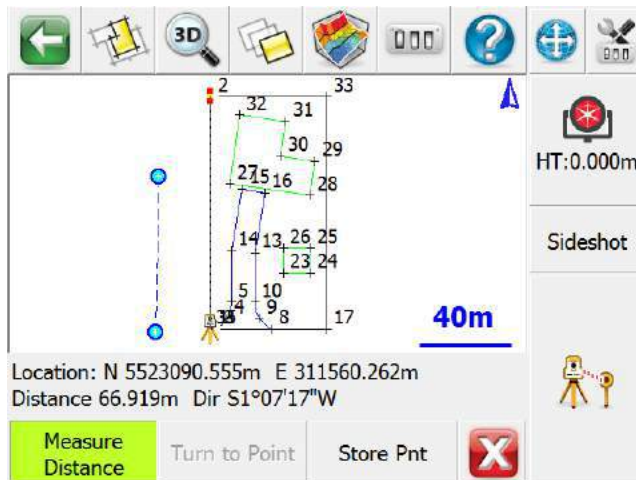 3D
2
33
32
31
30
29
27
15
16
28
14
13
26
25
23
24
5
10
4
9
8
17
40m
HT:0.000m
Sideshot
Location: N 5523090.555m E 311560.262m
Distance 66.919m Dir S1°07'17"W
Measure
Distance
Turn to Point
Store Pnt